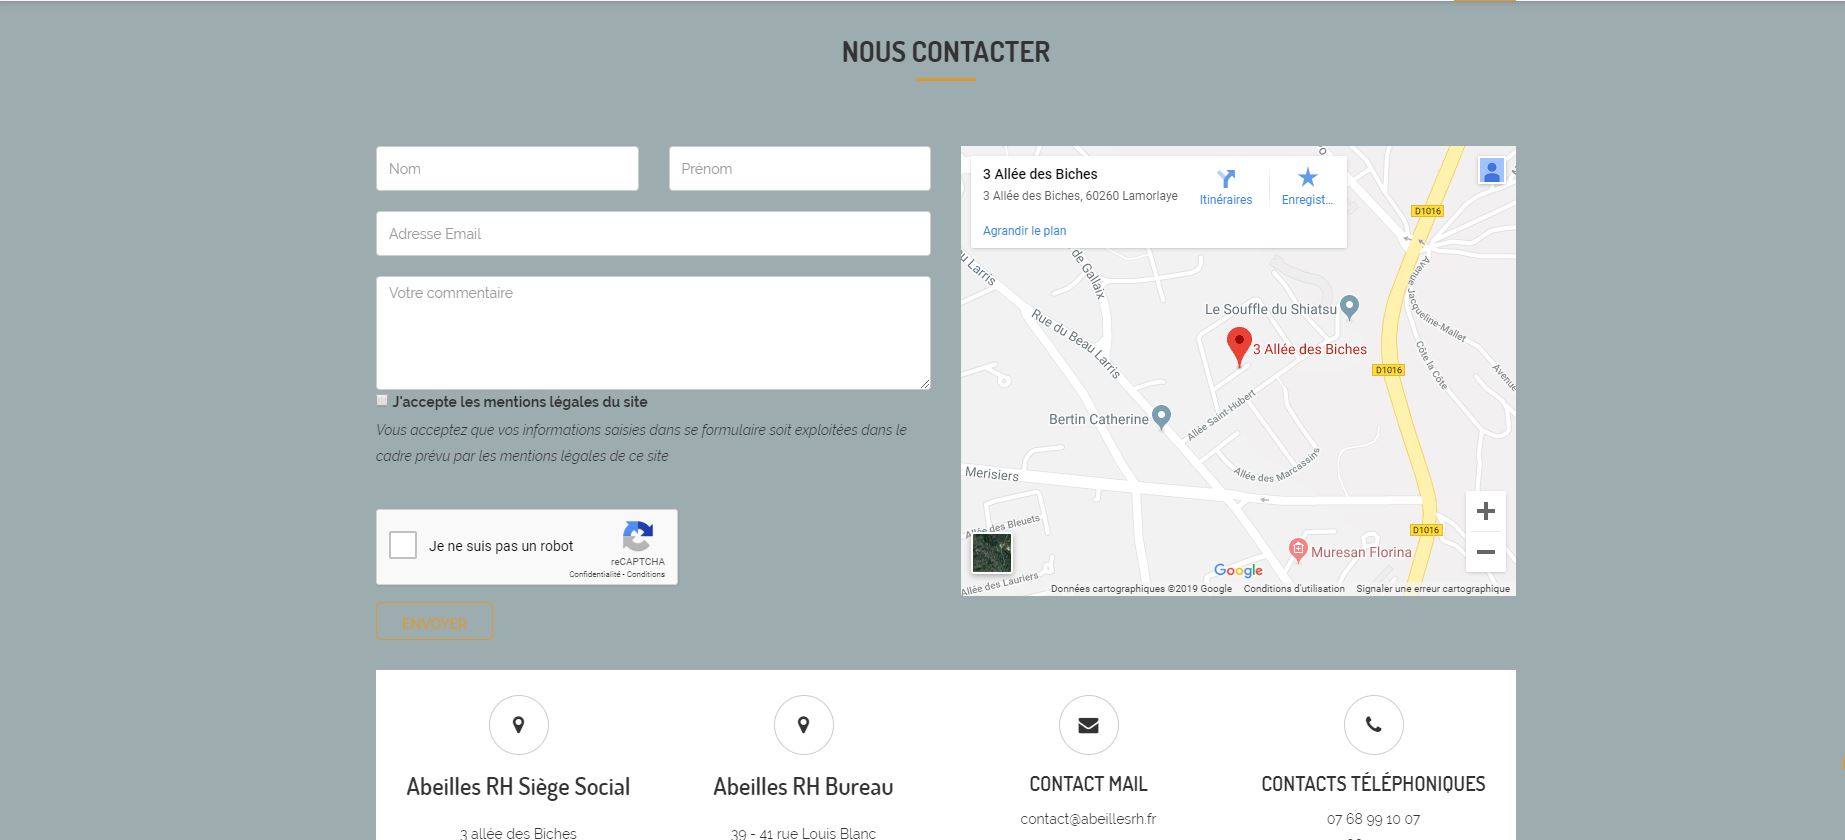 NOUS CONTACTER
Nom
Prénom
Adresse Email
Votre commentaire
J'accepte les mentions légales du site
Vous acceptez que vos informations saisies dans se formulaire soit exploitées dans le
cadre prévu par les mentions légales de ce site
Je ne suis pas un robot
reCAPTCHA
Confidentialité - Conditions
ENVOYER
3 Allée des Biches
3 Allée des Biches, 60260 Lamorlaye
Itinéraires
Enregist...
Agrandir le plan
D1016
au Larris
de Gallaix
Avenue Jacqueline-Mallet
Le Souffle du Shiatsu
Rue du Beau Larris
3 Allée des Biches
D1016
Côte la Côte
Avenue
Bertin Catherine
Allée Saint-Hubert
Allée des Marcassins
Merisiers
Allée des Bleuets
D1016
Muresan Florina
Allée des Lauriers
Google
Données cartographiques ©2019 Google
Conditions d'utilisation
Signaler une erreur cartographique
Abeilles RH Siège Social
3 allée des Biches
Abeilles RH Bureau
39 - 41 rue Louis Blanc
CONTACT MAIL
contact@abeillesrh.fr
CONTACTS TÉLÉPHONIQUES
07 68 99 10 07